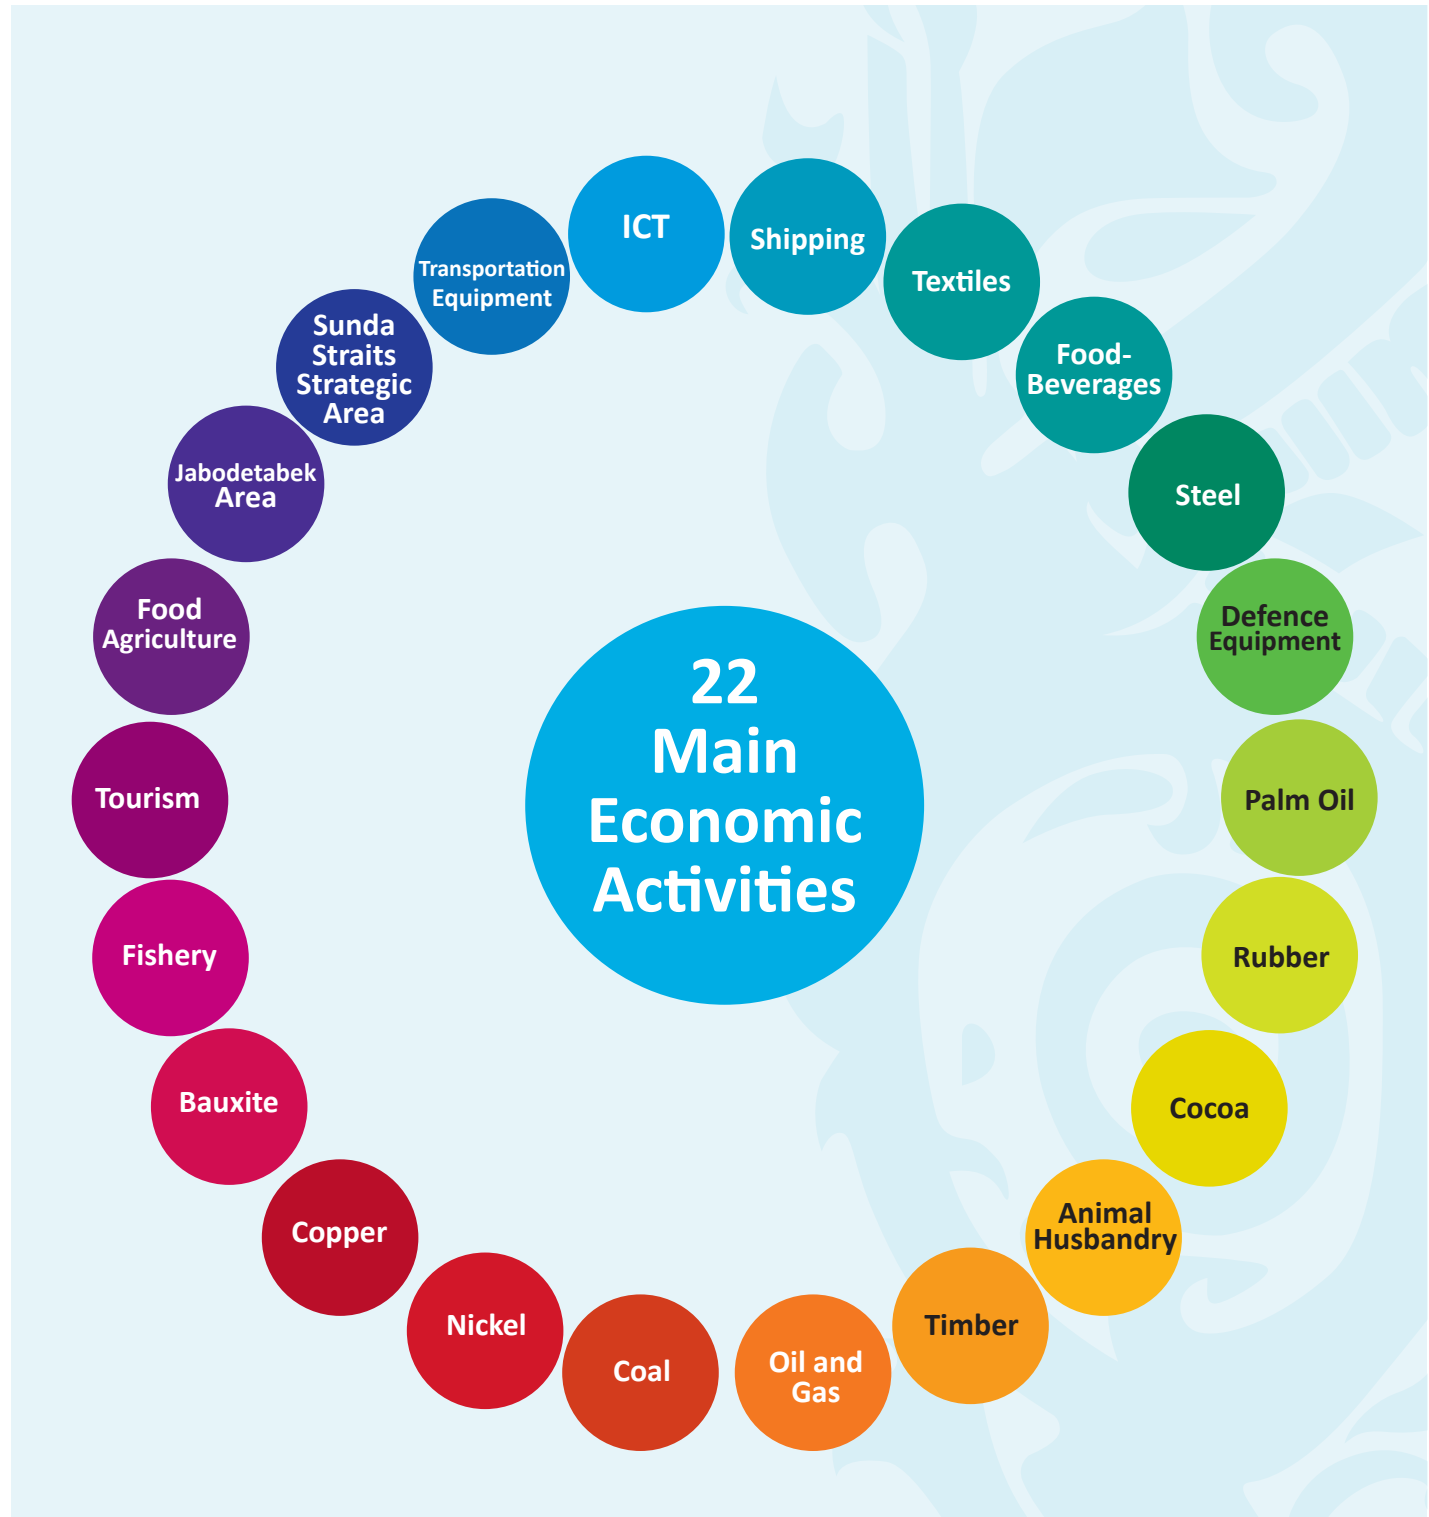 ICT
Shipping
Textiles
Food-
Beverages
Steel
Defence
Equipment
Palm Oil
Rubber
Cocoa
Animal
Husbandry
Timber
Oil and
Gas
Coal
Nickel
Copper
Bauxite
Fishery
Tourism
Food
Agriculture
Jabodetabek
Area
Sunda
Straits
Strategic
Area
Transportation
Equipment
22
Main
Economic
Activities